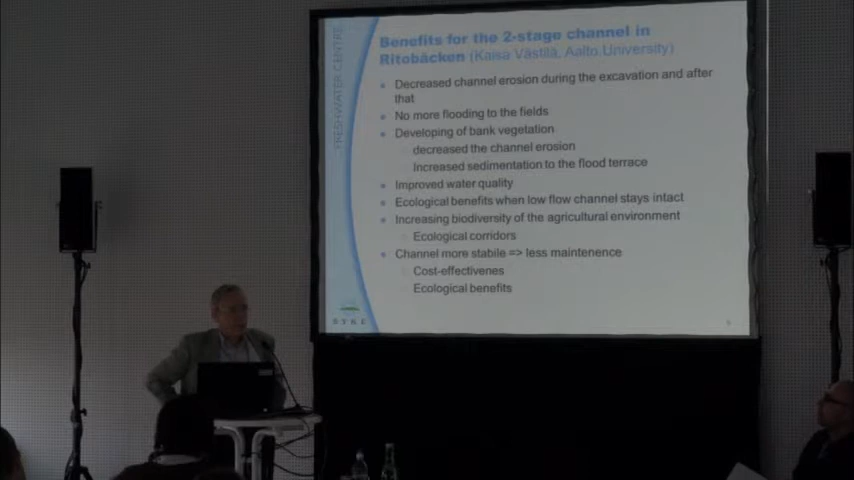 FRESHWATER CENTRE
Benefits for the 2-stage channel in
Ritobäcken (Kaisa Västilä, Aalto University)
Decreased channel erosion during the excavation and after
that
No more flooding to the fields
Developing of bank vegetation
decreased the channel erosion
Increased sedimentation to the flood terrace
Improved water quality
Ecological benefits when low flow channel stays intact
Increasing biodiversity of the agricultural environment
Ecological corridors
Channel more stabile => less maintenence
Cost-effectivenes
Ecological benefits
SYKE